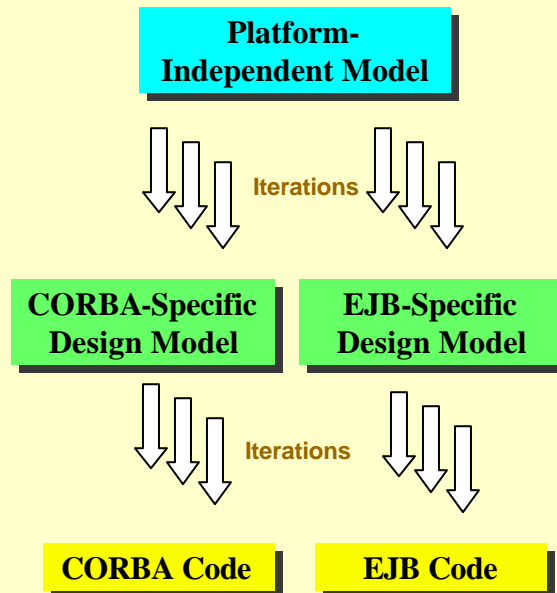 Platform-
Independent Model
Iterations
CORBA-Specific
Design Model
EJB-Specific
Design Model
Iterations
CORBA Code
EJB Code